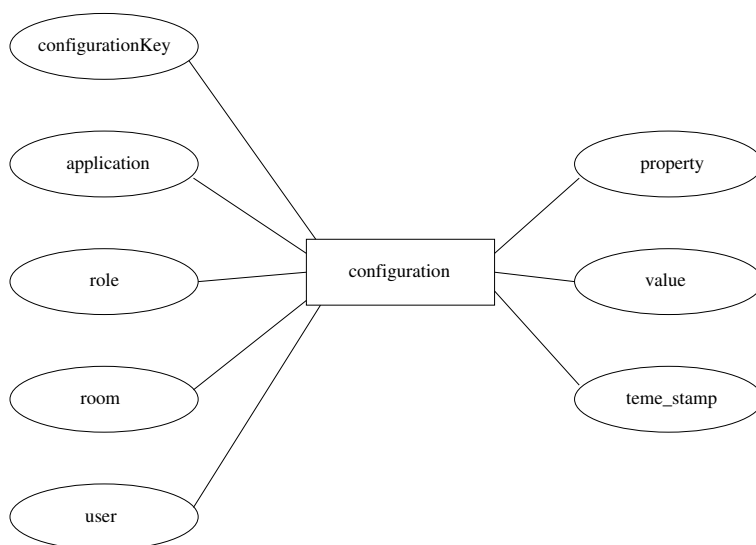 configurationKey
application
role
room
user
configuration
property
value
teme_stamp